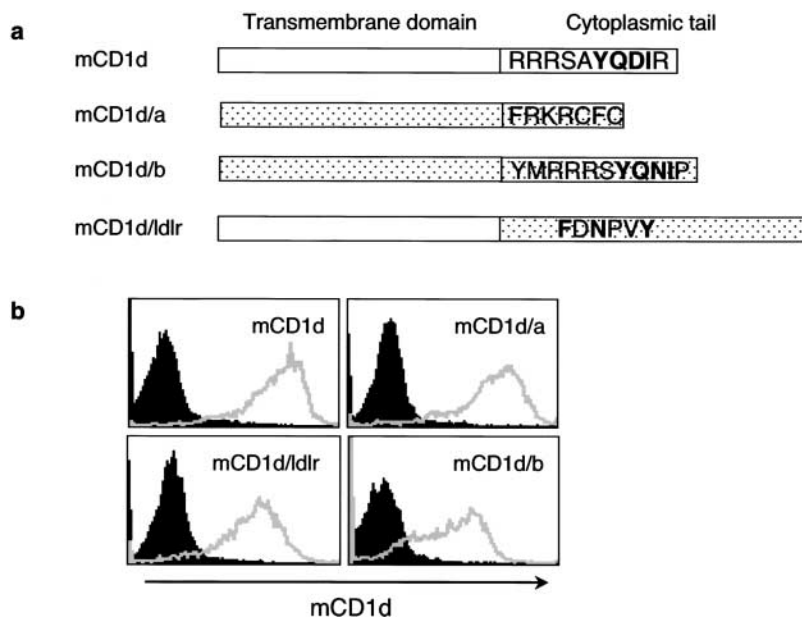 a
Transmembrane domain Cytoplasmic tail
mCD1d RRRSAYQDIR
mCD1d/a FRKRCFC
mCD1d/b YMRRRSYQNIP
mCD1d/ldlr FDNPVY
b
mCD1d mCD1d/a
mCD1d/ldlr mCD1d/b
mCD1d